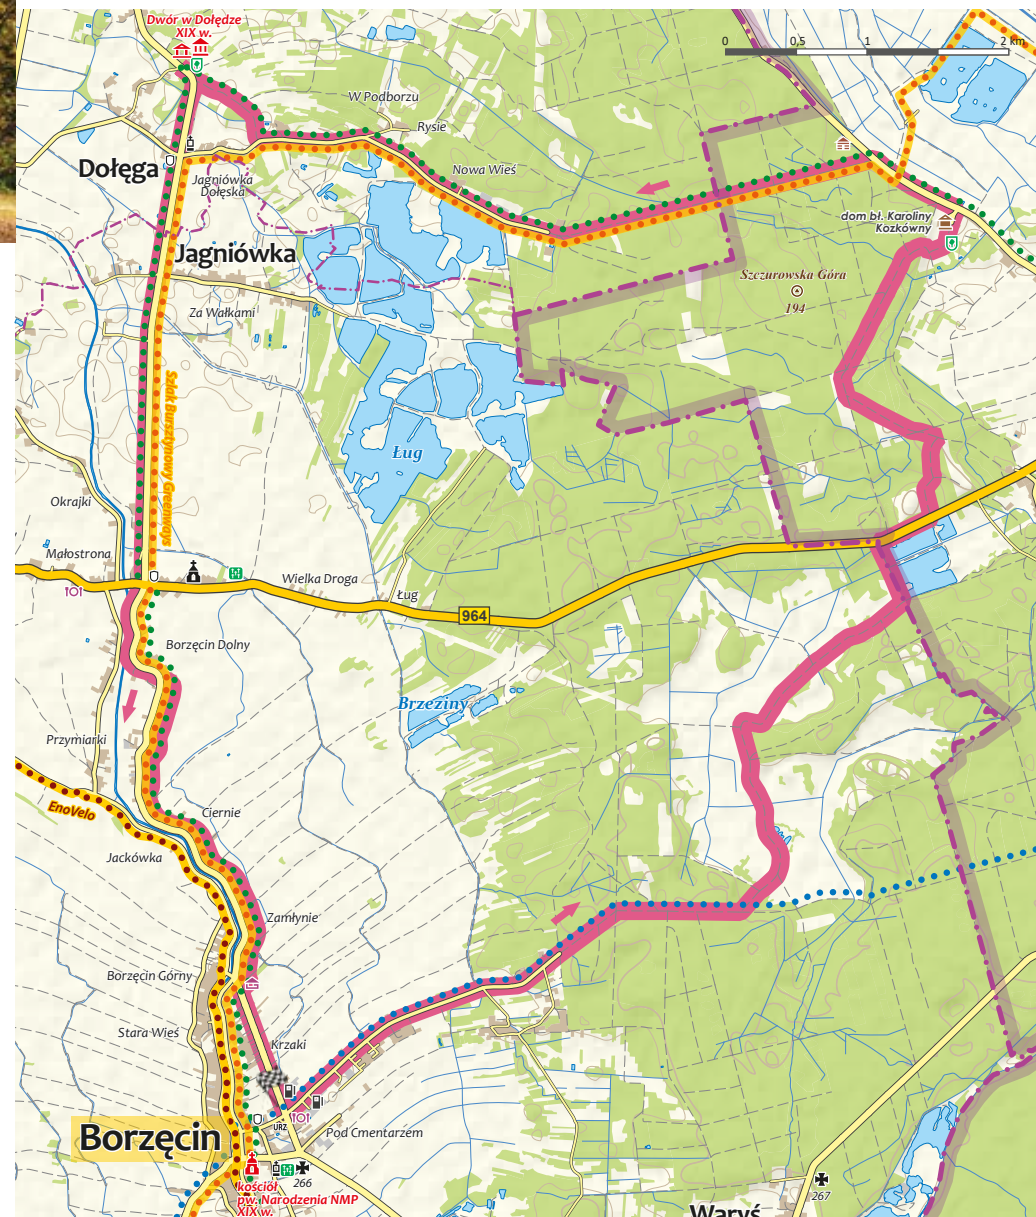 Dwór w Dołędze
XIX w.
0
0,5
1
2 km
W Podborzu
Rysie
Dołęga
Nowa Wieś
Jagniówka
Dołęska
dom bł. Karoliny
Kozkówny
Jagniówka
Szczurowska Góra
194
Za Wałkami
Szlak Bursztynowy Greenways
Ług
Okrajki
Małostrona
Wielka Droga
Ług
964
Borzęcin Dolny
Brzeziny
Przymiarki
EnoVelo
Ciernie
Jackówka
Zamłynie
Borzęcin Górny
Stara Wieś
Krzaki
URZ.
Borzęcin
Pod Cmentarzem
266
kościół
pw. Narodzenia NMP
XIX w.
267
Waryś